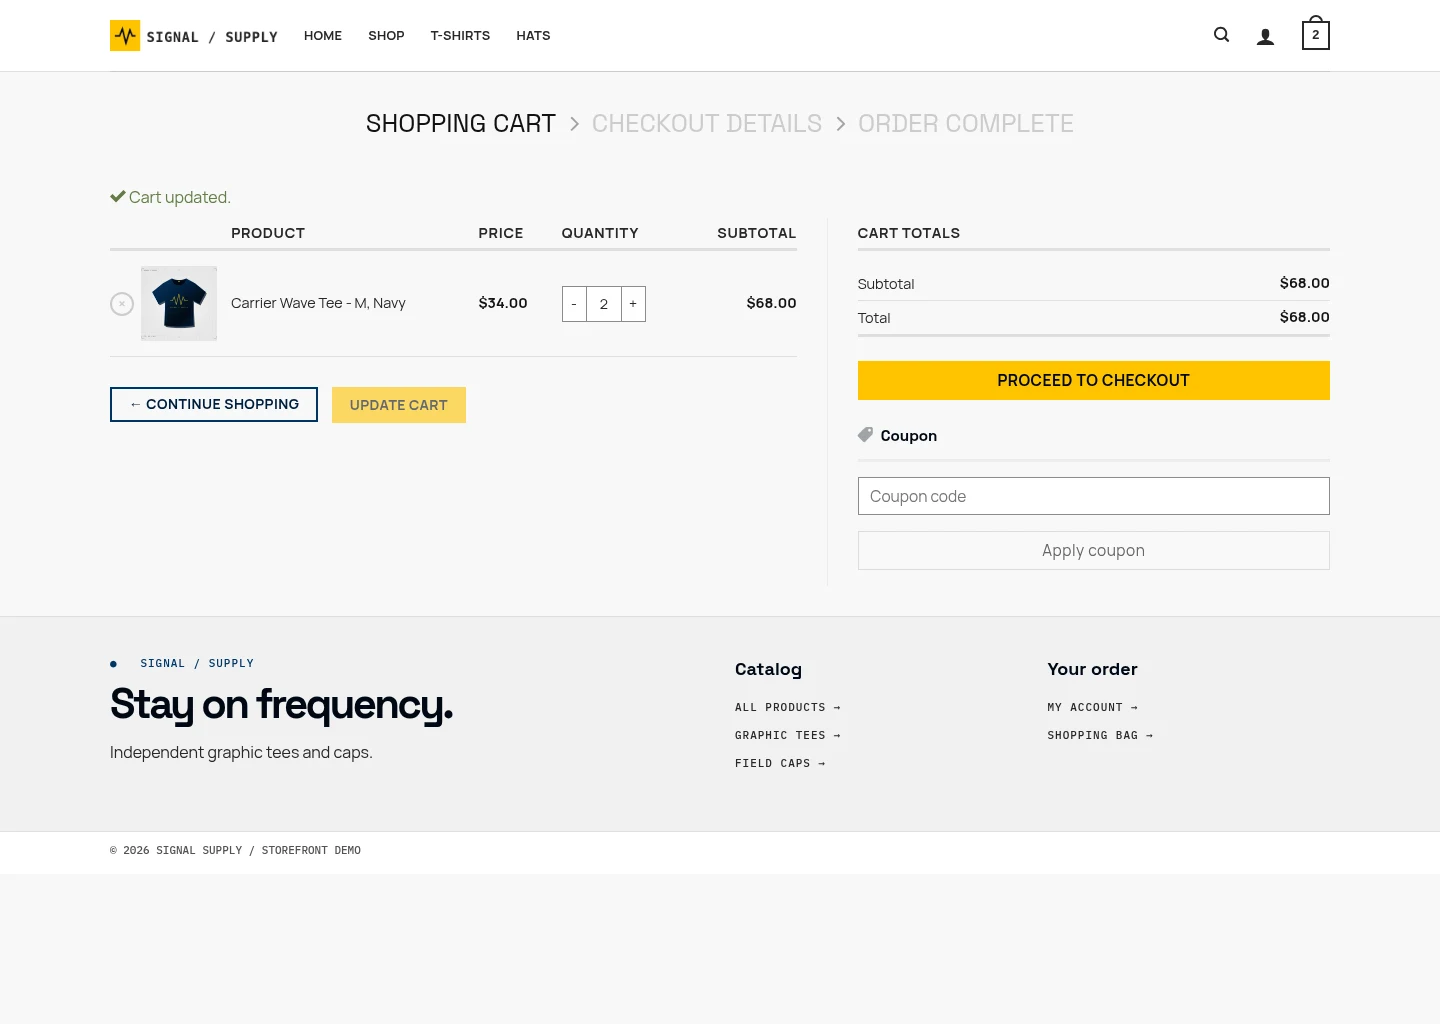 SIGNAL / SUPPLY HOME SHOP T-SHIRTS HATS 2
SHOPPING CART > CHECKOUT DETAILS > ORDER COMPLETE
Cart updated.
PRODUCT PRICE QUANTITY SUBTOTAL
× Carrier Wave Tee - M, Navy $34.00 - 2 + $68.00
← CONTINUE SHOPPING UPDATE CART
CART TOTALS
Subtotal $68.00
Total $68.00
PROCEED TO CHECKOUT
Coupon
Coupon code
Apply coupon
SIGNAL / SUPPLY
Stay on frequency.
Independent graphic tees and caps.
Catalog
ALL PRODUCTS →
GRAPHIC TEES →
FIELD CAPS →
Your order
MY ACCOUNT →
SHOPPING BAG →
© 2026 SIGNAL SUPPLY / STOREFRONT DEMO